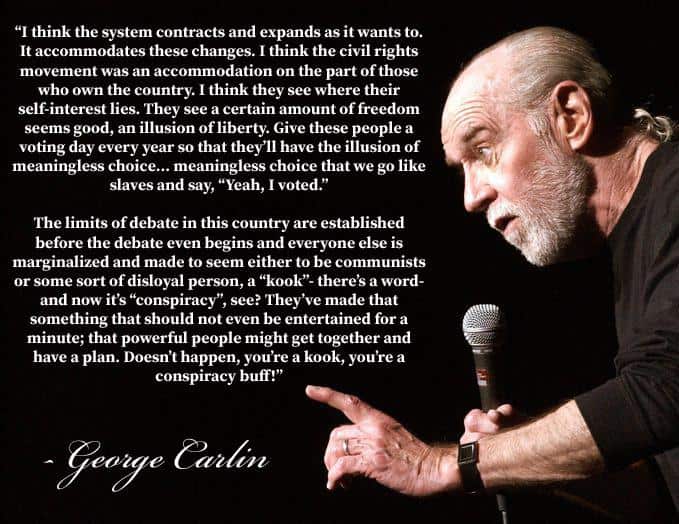 “I think the system contracts and expands as it wants to.
It accommodates these changes. I think the civil rights
movement was an accommodation on the part of those
who own the country. I think they see where their
self-interest lies. They see a certain amount of freedom
seems good, an illusion of liberty. Give these people a
voting day every year so that they’ll have the illusion of
meaningless choice... meaningless choice that we go like
slaves and say, “Yeah, I voted.”
The limits of debate in this country are established
before the debate even begins and everyone else is
marginalized and made to seem either to be communists
or some sort of disloyal person, a “kook”- there’s a word-
and now it’s “conspiracy”, see? They’ve made that
something that should not even be entertained for a
minute; that powerful people might get together and
have a plan. Doesn’t happen, you’re a kook, you’re a
conspiracy buff!”
- George Carlin